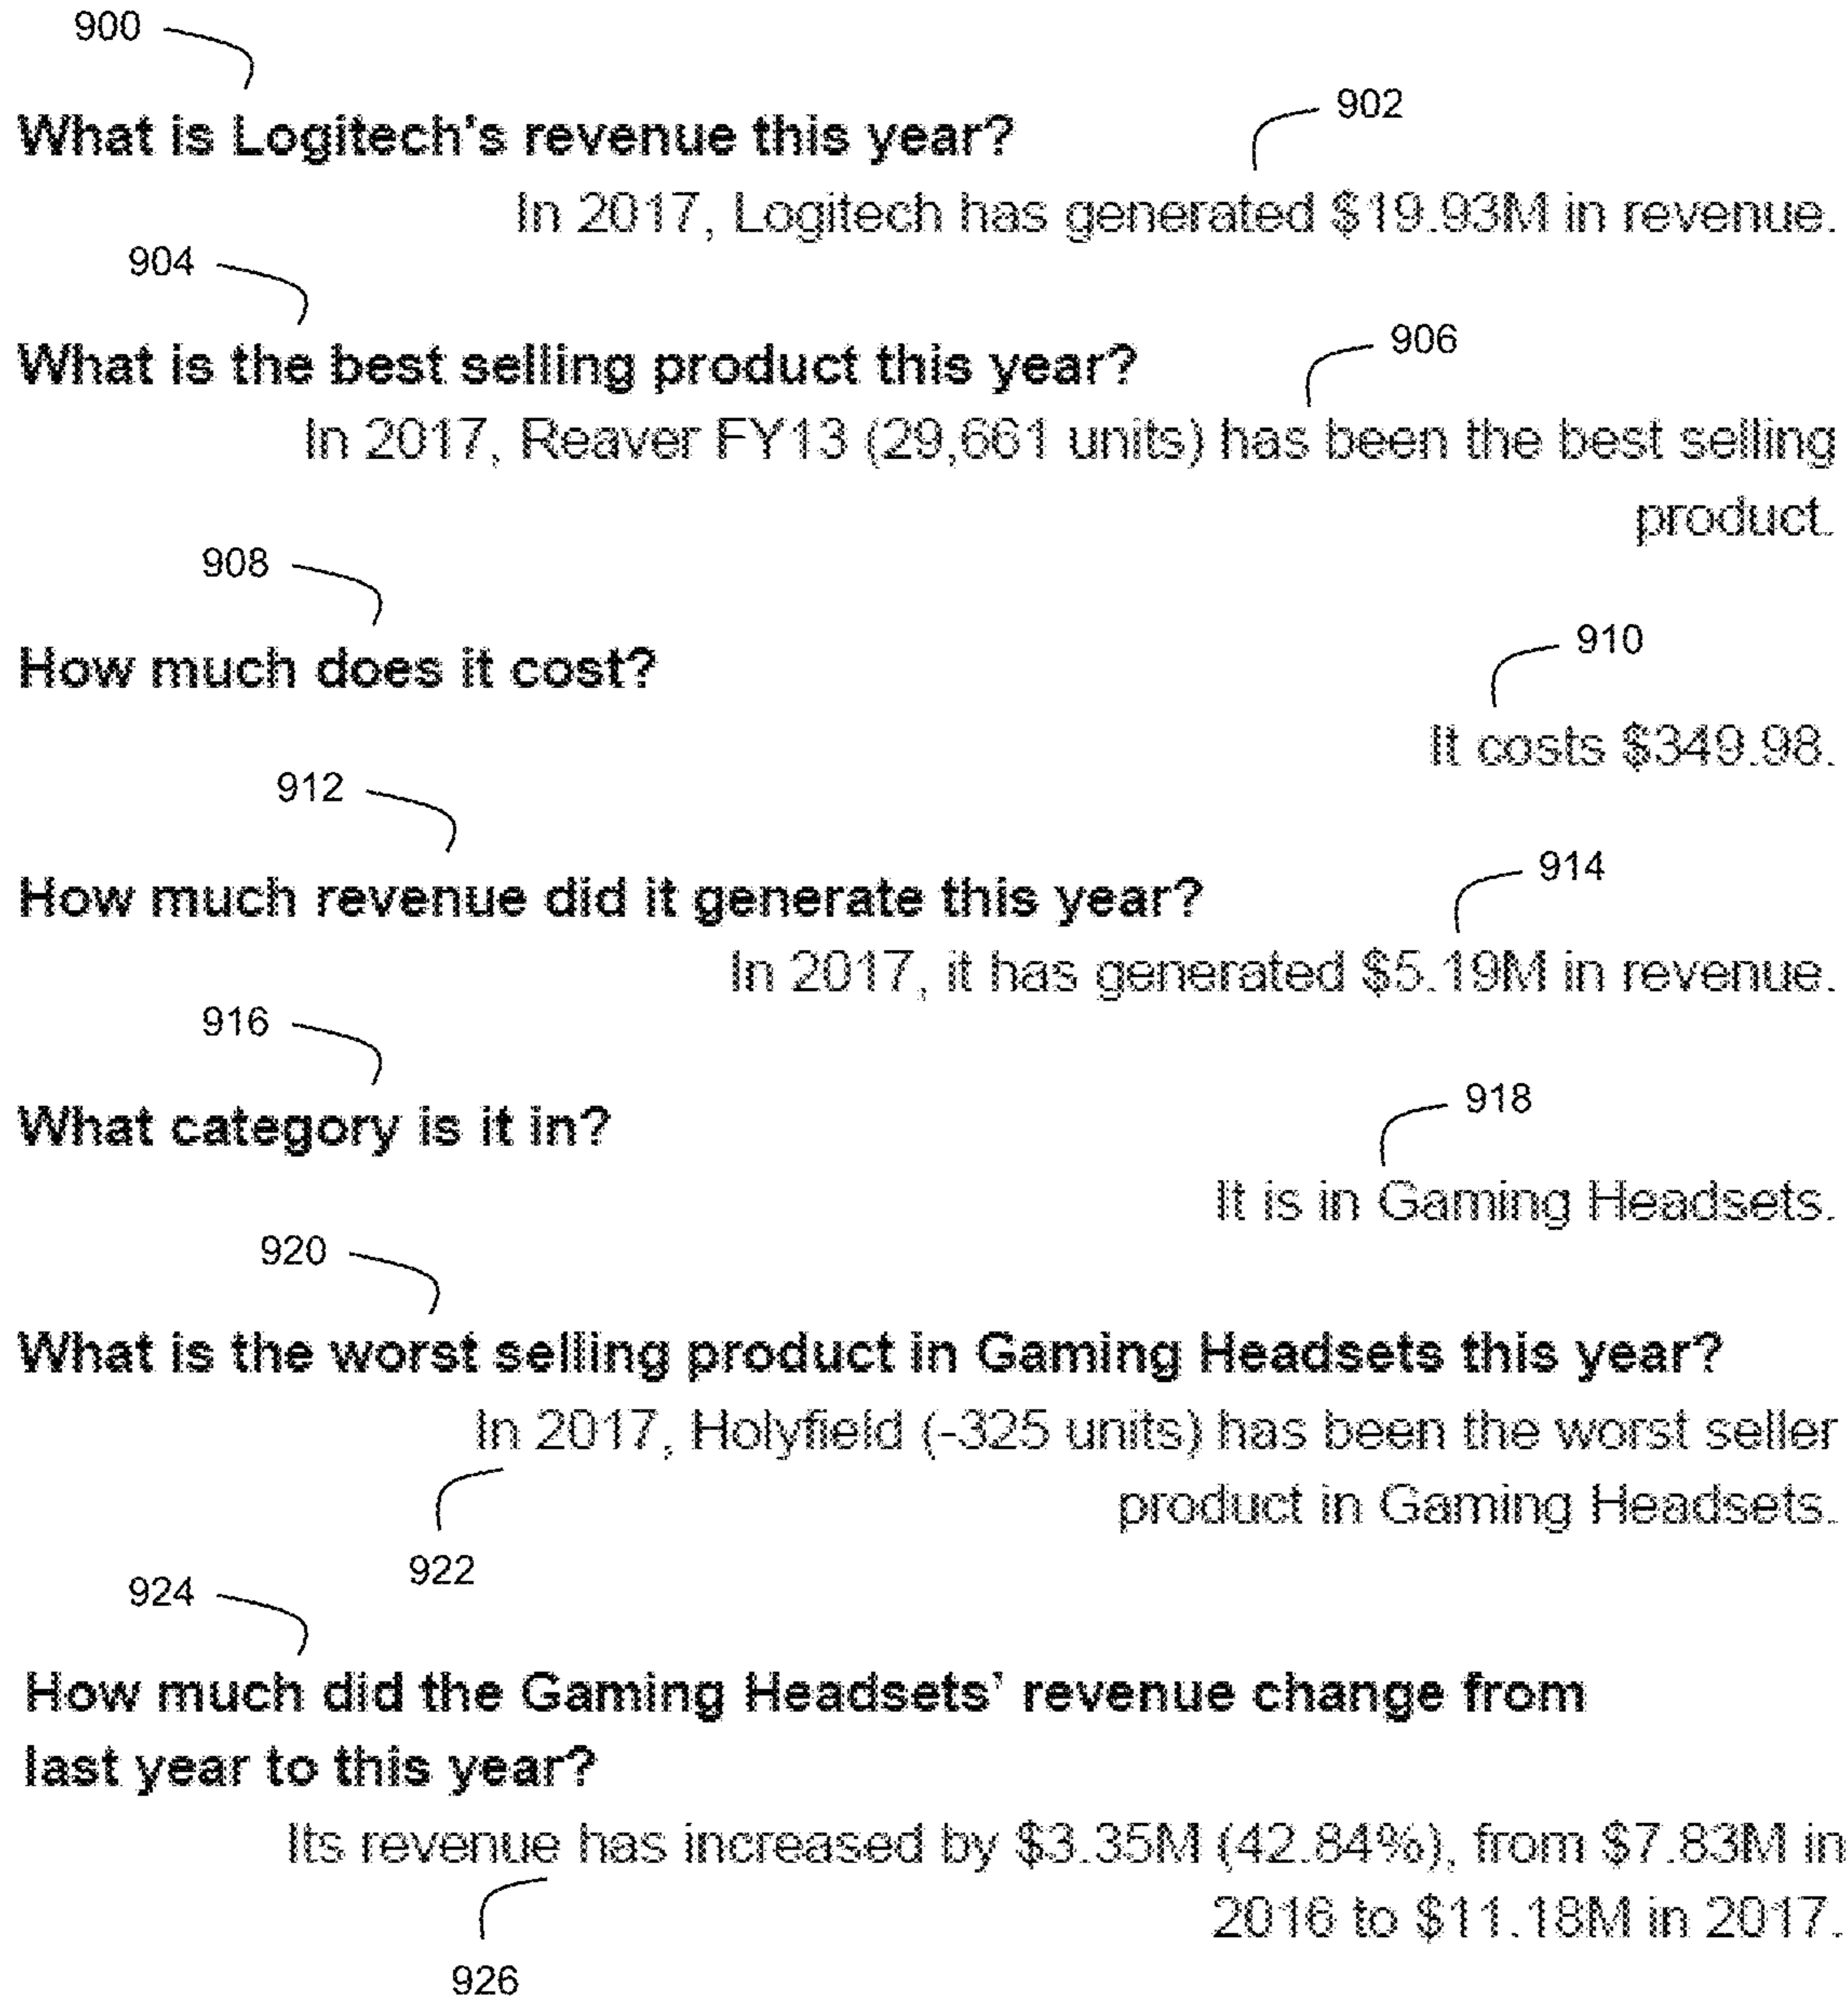 900
What is Logitech's revenue this year?
902
In 2017, Logitech has generated $19.93M in revenue.
904
What is the best selling product this year?
906
In 2017, Reaver FY13 (29,661 units) has been the best selling
product.
908
How much does it cost?
910
It costs $349.98.
912
How much revenue did it generate this year?
914
In 2017, it has generated $5.19M in revenue.
916
What category is it in?
918
It is in Gaming Headsets.
920
What is the worst selling product in Gaming Headsets this year?
In 2017, Holyfield (-325 units) has been the worst seller
product in Gaming Headsets.
922
924
How much did the Gaming Headsets' revenue change from
last year to this year?
Its revenue has increased by $3.35M (42.84%), from $7.83M in
2016 to $11.18M in 2017.
926